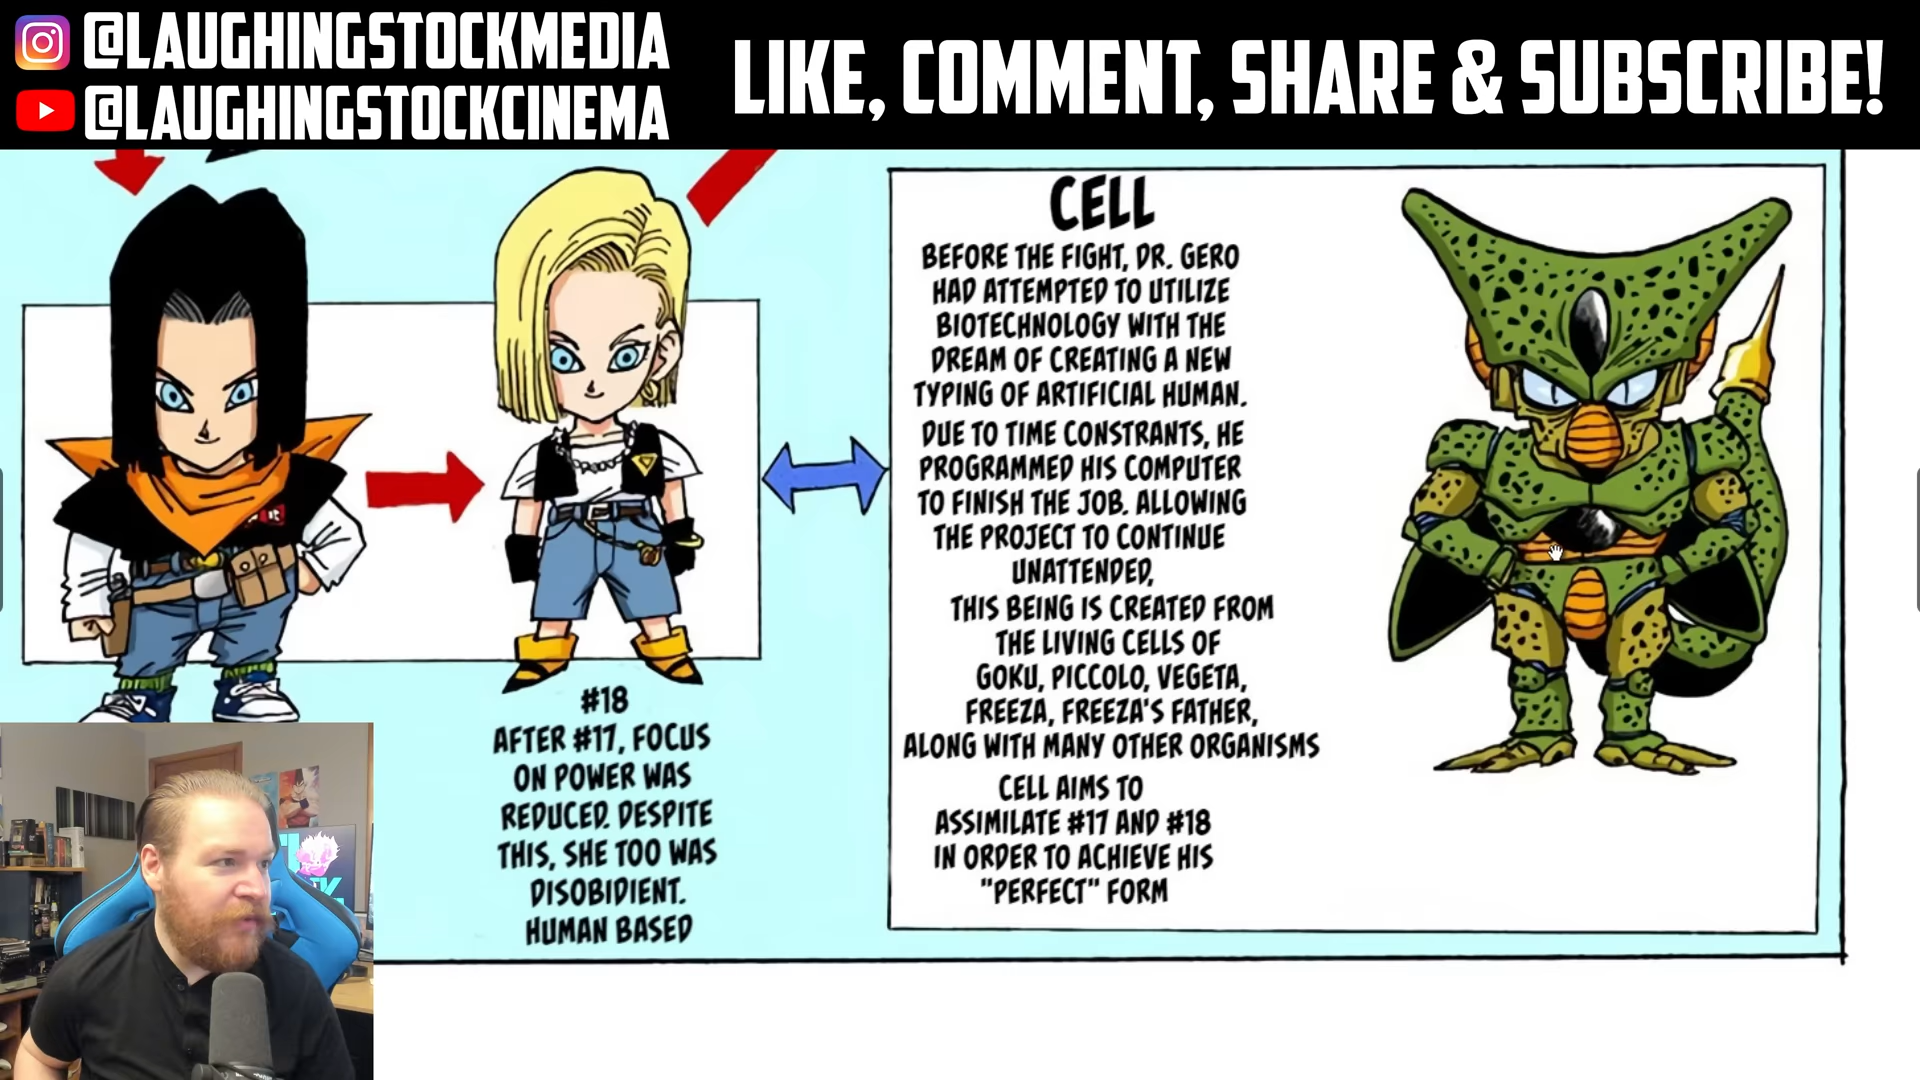 @LAUGHINGSTOCKMEDIA
@LAUGHINGSTOCKCINEMA
LIKE, COMMENT, SHARE & SUBSCRIBE!
#18
AFTER #17, FOCUS
ON POWER WAS
REDUCED. DESPITE
THIS, SHE TOO WAS
DISOBIDIENT.
HUMAN BASED
CELL
BEFORE THE FIGHT, DR. GERO
HAD ATTEMPTED TO UTILIZE
BIOTECHNOLOGY WITH THE
DREAM OF CREATING A NEW
TYPING OF ARTIFICIAL HUMAN.
DUE TO TIME CONSTRANTS, HE
PROGRAMMED HIS COMPUTER
TO FINISH THE JOB. ALLOWING
THE PROJECT TO CONTINUE
UNATTENDED,
THIS BEING IS CREATED FROM
THE LIVING CELLS OF
GOKU, PICCOLO, VEGETA,
FREEZA, FREEZA'S FATHER,
ALONG WITH MANY OTHER ORGANISMS
CELL AIMS TO
ASSIMILATE #17 AND #18
IN ORDER TO ACHIEVE HIS
"PERFECT" FORM